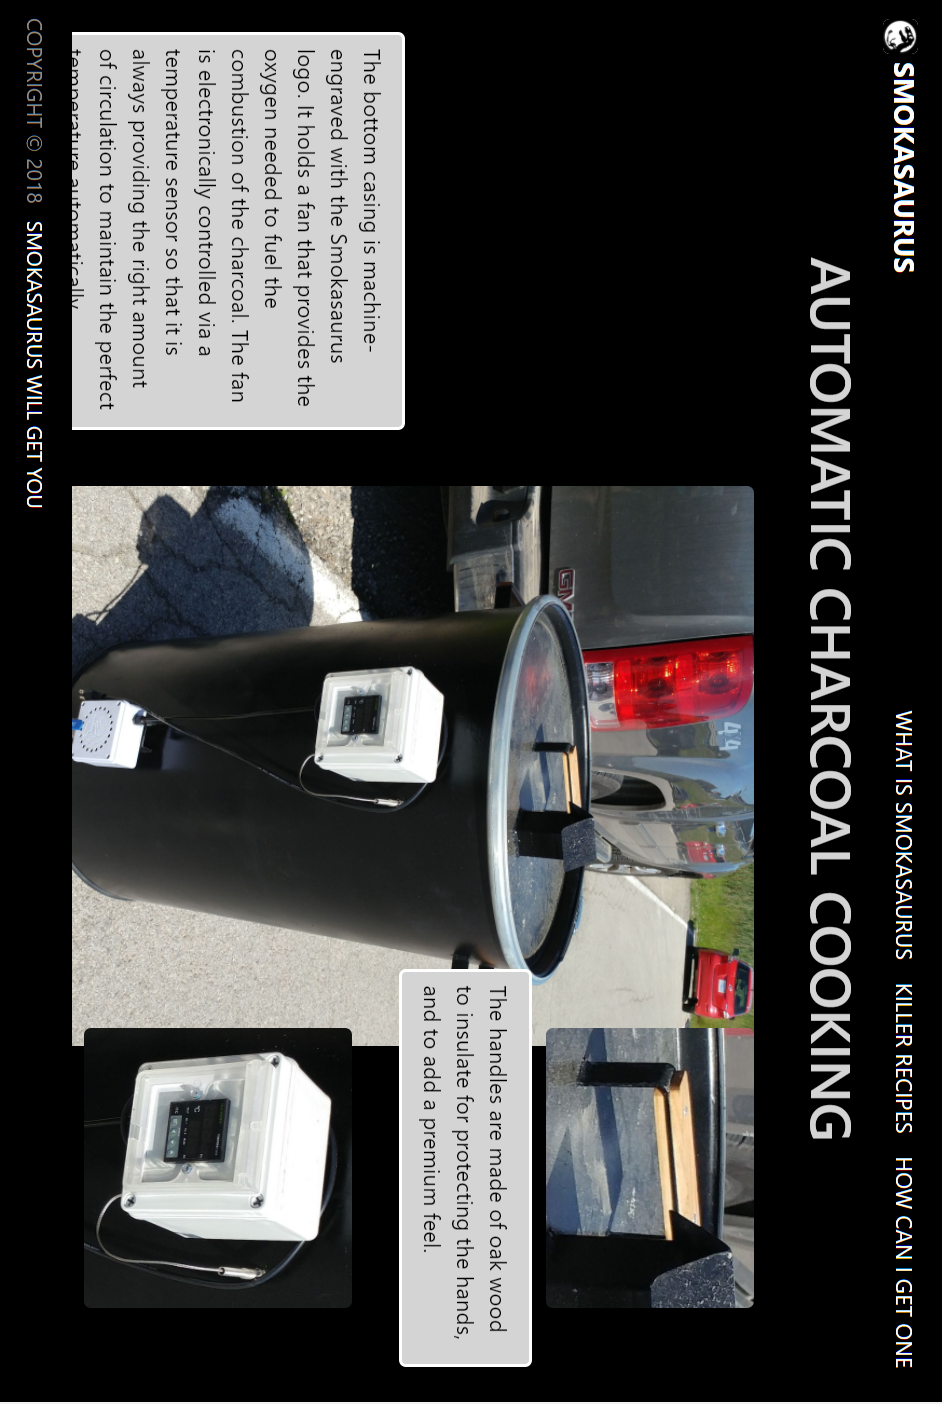 SMOKASAURUS
WHAT IS SMOKASAURUS
KILLER RECIPES
HOW CAN I GET ONE
AUTOMATIC CHARCOAL COOKING
The bottom casing is machine-
engraved with the Smokasaurus
logo. It holds a fan that provides the
oxygen needed to fuel the
combustion of the charcoal. The fan
is electronically controlled via a
temperature sensor so that it is
always providing the right amount
of circulation to maintain the perfect
temperature automatically
44
The handles are made of oak wood
to insulate for protecting the hands,
and to add a premium feel.
COPYRIGHT © 2018 SMOKASAURUS WILL GET YOU